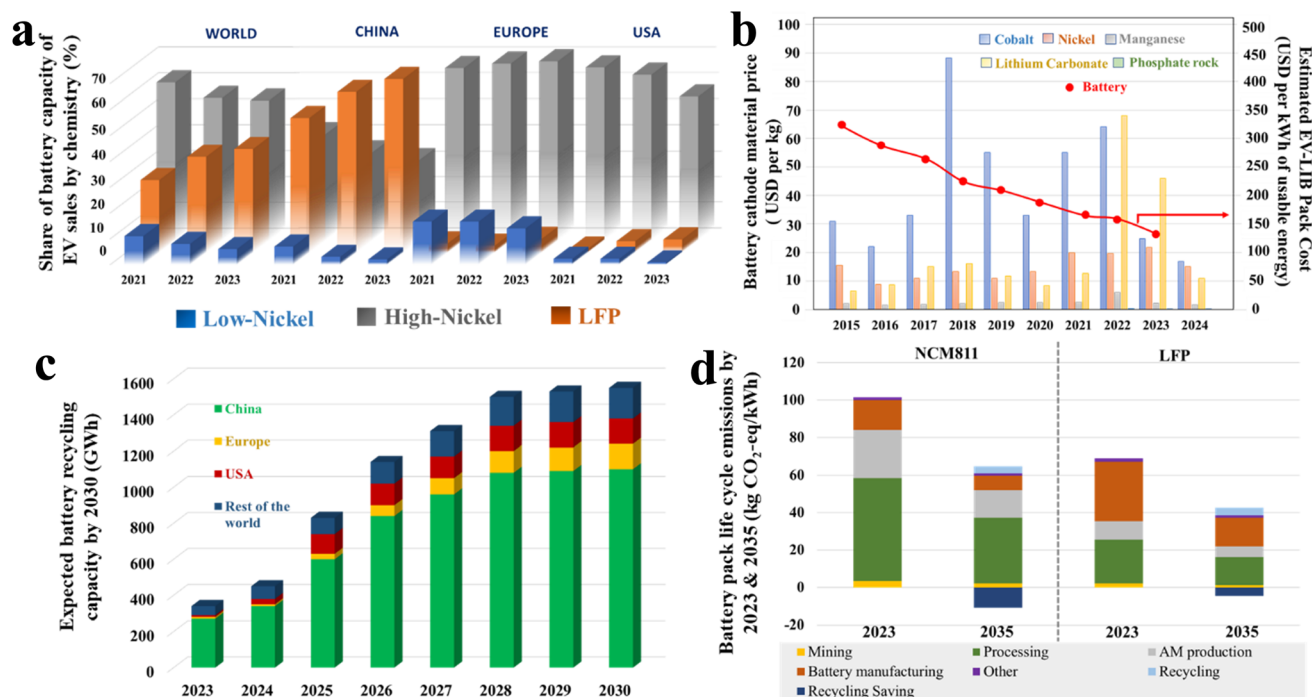 a
WORLD CHINA EUROPE USA
Share of battery capacity of
EV sales by chemistry (%)
70
60
50
40
30
20
10
0
2021 2022 2023 2021 2022 2023 2021 2022 2023 2021 2022 2023
Low-Nickel High-Nickel LFP
b
Battery cathode material price
( USD per kg)
100
90
80
70
60
50
40
30
20
10
0
Cobalt Nickel Manganese
Lithium Carbonate Phosphate rock
Battery
500
450
400
350
300
250
200
150
100
50
0
Estimated EV-LIB Pack Cost
(USD per kWh of usable energy)
2015 2016 2017 2018 2019 2020 2021 2022 2023 2024
c
Expected battery recycling
capacity by 2030 (GWh)
1600
1400
1200
1000
800
600
400
200
0
China
Europe
USA
Rest of the
world
2023 2024 2025 2026 2027 2028 2029 2030
d
NCM811 LFP
Battery pack life cycle emissions by
2023 & 2035 (kg CO₂-eq/kWh)
120
100
80
60
40
20
0
-20
2023 2035 2023 2035
Mining Processing AM production
Battery manufacturing Other Recycling
Recycling Saving